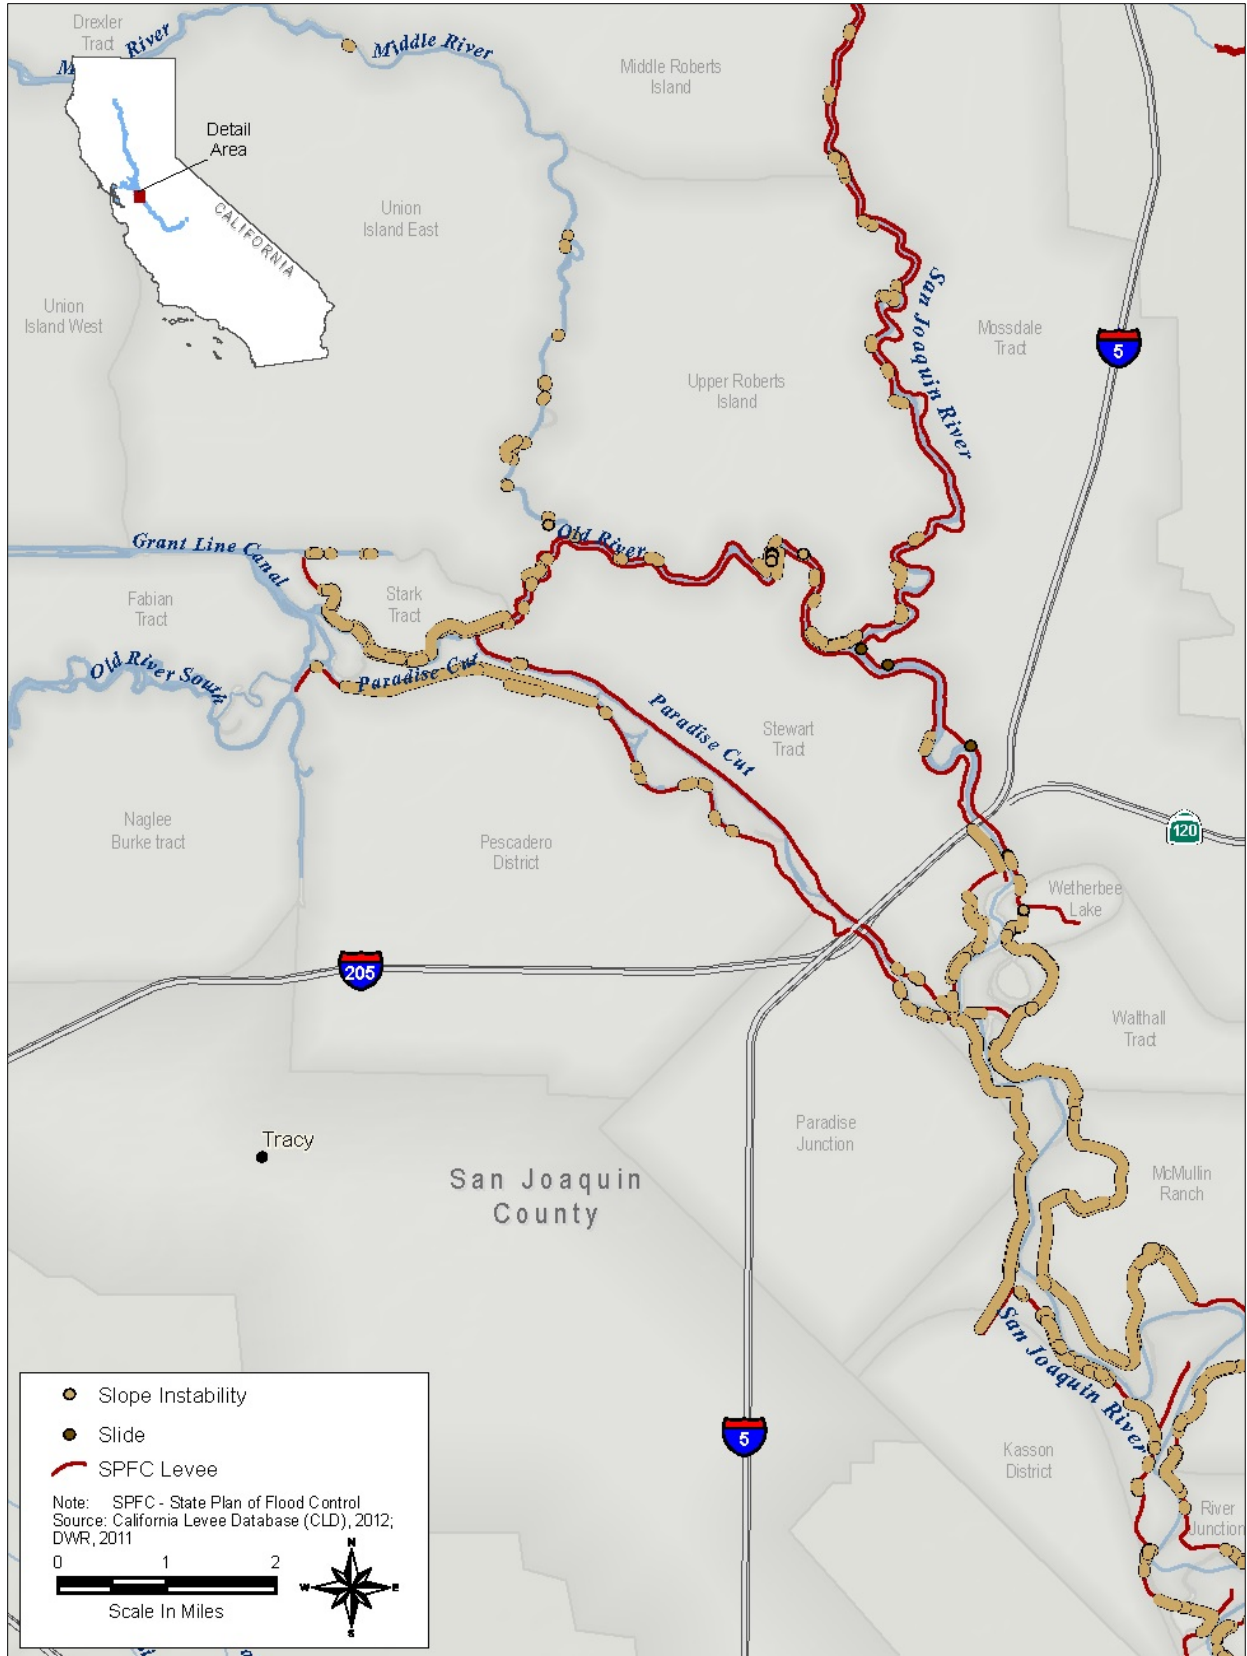 Drexler
Tract
River
Middle River
Middle Roberts
Island
Detail
Area
CALIFORNIA
Union
Island East
Union
Island West
San Joaquin River
Mossdale
Tract
5
Upper Roberts
Island
Old River
Grant Line Canal
Stark
Tract
Fabian
Tract
Old River South
Paradise Cut
Paradise Cut
Stewart
Tract
Naglee
Burke tract
Pescadero
District
120
Wetherbee
Lake
205
Walthall
Tract
Paradise
Junction
Tracy
San Joaquin
County
McMullin
Ranch
San Joaquin River
5
Kasson
District
River
Junction
Slope Instability
Slide
SPFC Levee
Note: SPFC - State Plan of Flood Control
Source: California Levee Database (CLD), 2012;
DWR, 2011
0 1 2
Scale In Miles
N
W E
S